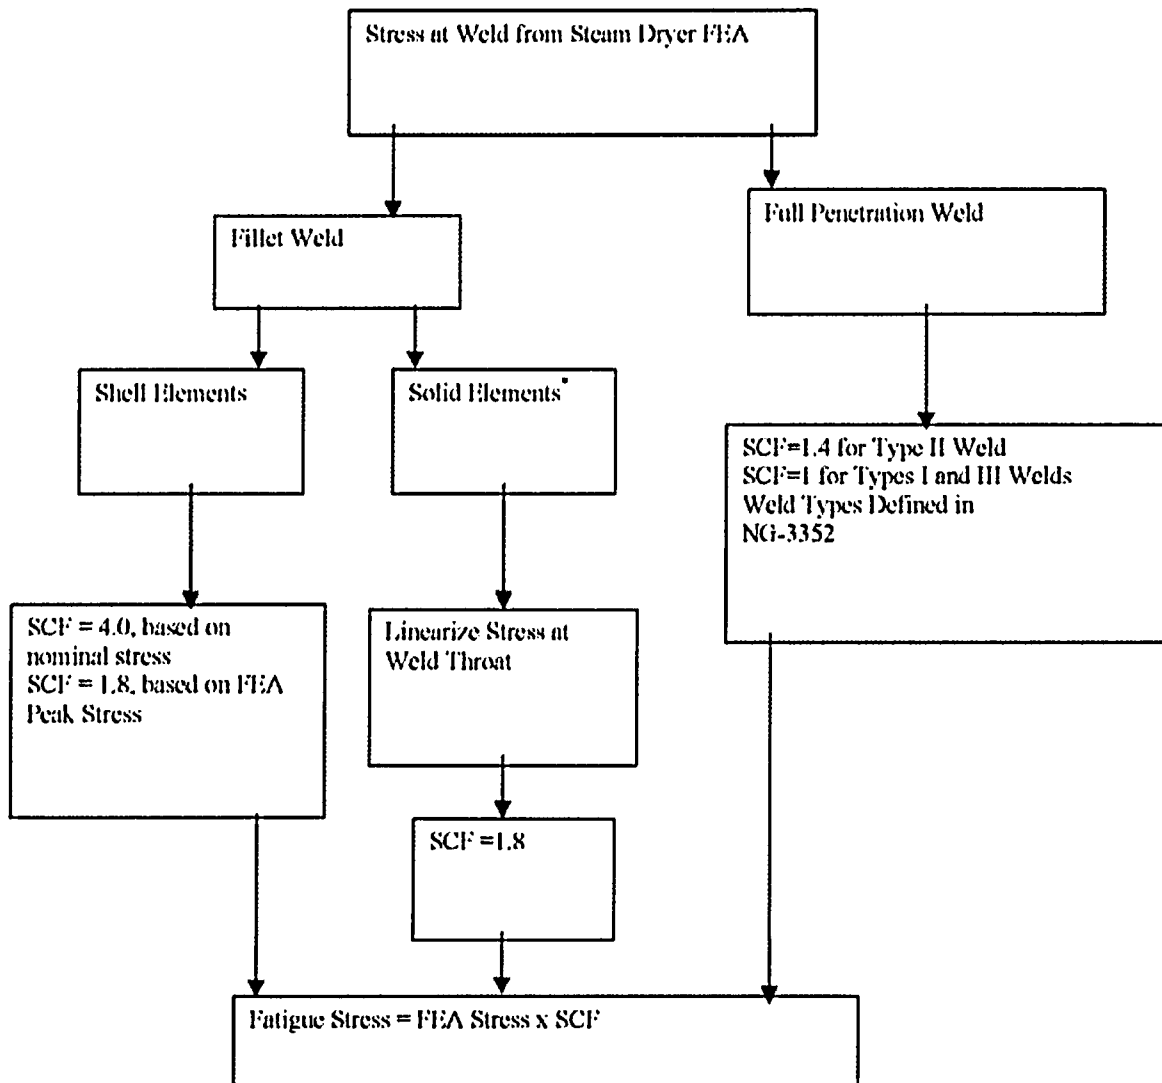 Stress at Weld from Steam Dryer FEA
Fillet Weld
Full Penetration Weld
Shell Elements
Solid Elements*
SCF=1.4 for Type II Weld
SCF=1 for Types I and III Welds
Weld Types Defined in
NG-3352
SCF = 4.0, based on
nominal stress
SCF = 1.8, based on FEA
Peak Stress
Linearize Stress at
Weld Throat
SCF =1.8
Fatigue Stress = FEA Stress x SCF